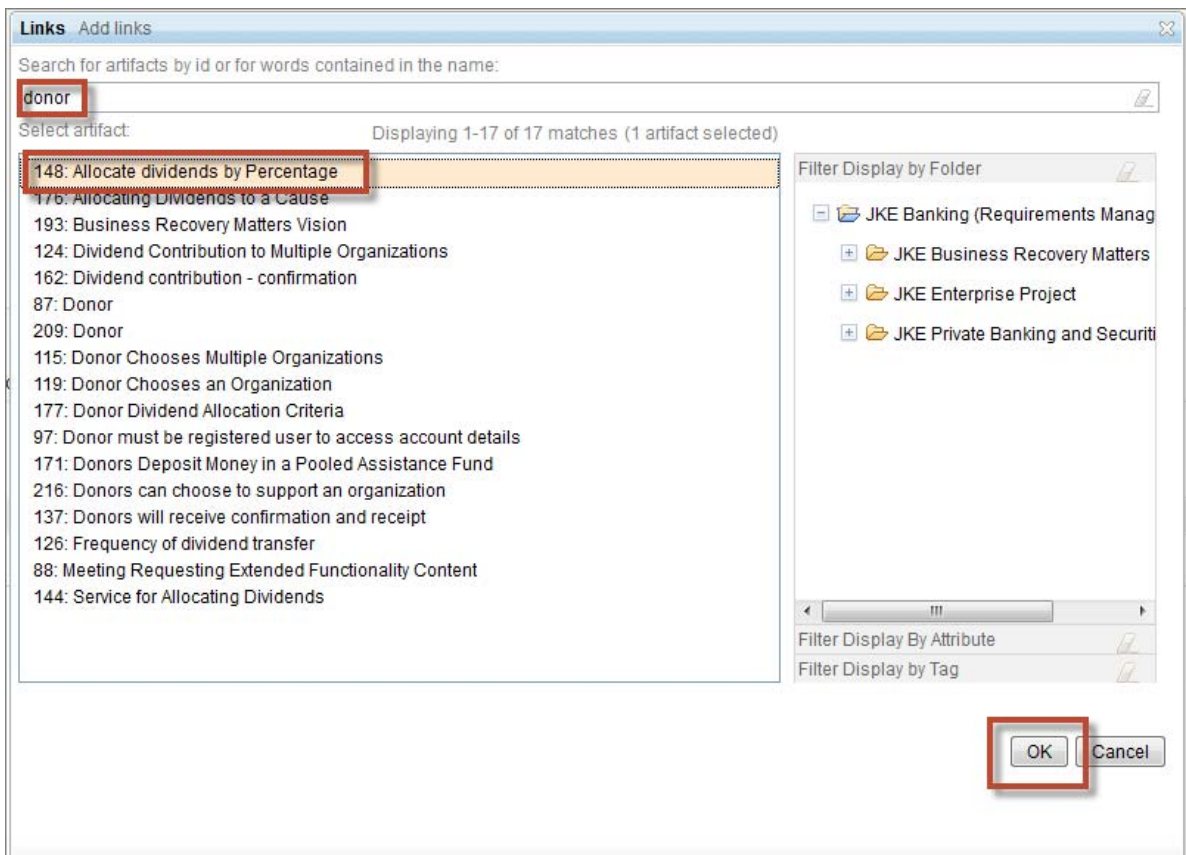 Links Add links
Search for artifacts by id or for words contained in the name:
donor
Select artifact: Displaying 1-17 of 17 matches (1 artifact selected)
148: Allocate dividends by Percentage
176: Allocating Dividends to a Cause
193: Business Recovery Matters Vision
124: Dividend Contribution to Multiple Organizations
162: Dividend contribution - confirmation
87: Donor
209: Donor
115: Donor Chooses Multiple Organizations
119: Donor Chooses an Organization
177: Donor Dividend Allocation Criteria
97: Donor must be registered user to access account details
171: Donors Deposit Money in a Pooled Assistance Fund
216: Donors can choose to support an organization
137: Donors will receive confirmation and receipt
126: Frequency of dividend transfer
88: Meeting Requesting Extended Functionality Content
144: Service for Allocating Dividends
Filter Display by Folder
JKE Banking (Requirements Manag
JKE Business Recovery Matters
JKE Enterprise Project
JKE Private Banking and Securiti
Filter Display By Attribute
Filter Display by Tag
OK Cancel